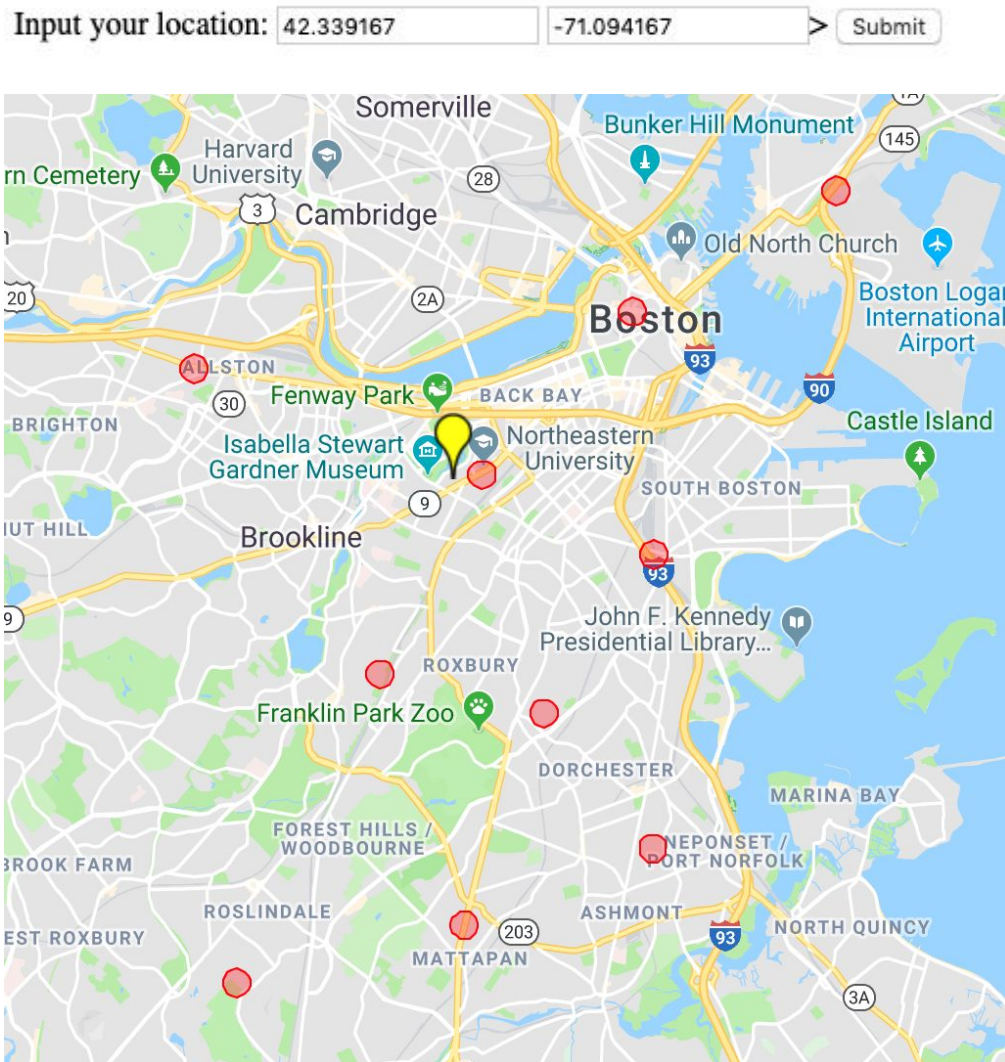 Input your location: 42.339167 -71.094167 > Submit
Somerville
1A
Bunker Hill Monument
145
Harvard
University
rn Cemetery
28
3
Cambridge
Old North Church
20
2A
Boston Logan
International
Airport
Boston
93
ALLSTON
90
30
Fenway Park
BACK BAY
BRIGHTON
Castle Island
Isabella Stewart
Gardner Museum
Northeastern
University
SOUTH BOSTON
9
NUT HILL
Brookline
93
9
John F. Kennedy
Presidential Library...
ROXBURY
Franklin Park Zoo
DORCHESTER
MARINA BAY
FOREST HILLS /
WOODBOURNE
NEPONSET /
PORT NORFOLK
BROOK FARM
ROSLINDALE
ASHMONT
203
93
NORTH QUINCY
EST ROXBURY
MATTAPAN
3A